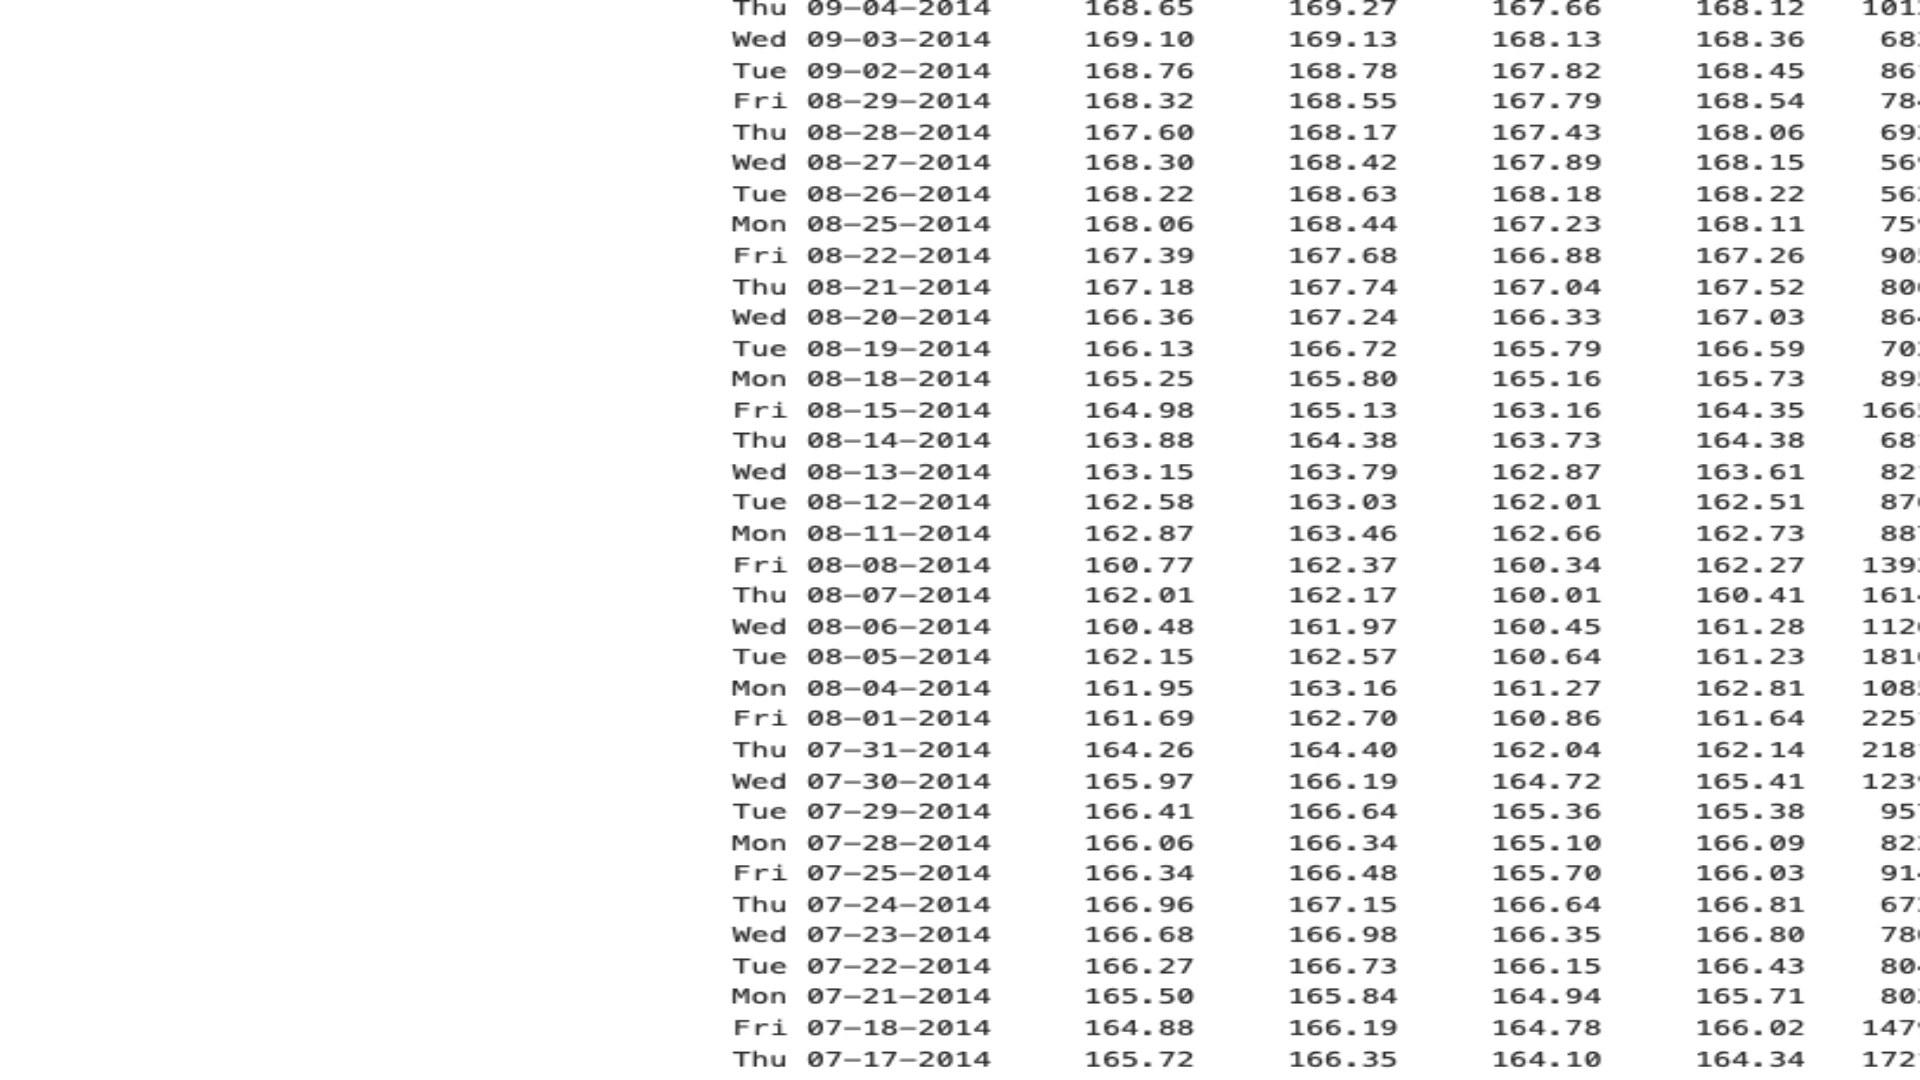 Thu 09-04-2014 168.65 169.27 167.66 168.12
Wed 09-03-2014 169.10 169.13 168.13 168.36
Tue 09-02-2014 168.76 168.78 167.82 168.45
Fri 08-29-2014 168.32 168.55 167.79 168.54
Thu 08-28-2014 167.60 168.17 167.43 168.06
Wed 08-27-2014 168.30 168.42 167.89 168.15
Tue 08-26-2014 168.22 168.63 168.18 168.22
Mon 08-25-2014 168.06 168.44 167.23 168.11
Fri 08-22-2014 167.39 167.68 166.88 167.26
Thu 08-21-2014 167.18 167.74 167.04 167.52
Wed 08-20-2014 166.36 167.24 166.33 167.03
Tue 08-19-2014 166.13 166.72 165.79 166.59
Mon 08-18-2014 165.25 165.80 165.16 165.73
Fri 08-15-2014 164.98 165.13 163.16 164.35
Thu 08-14-2014 163.88 164.38 163.73 164.38
Wed 08-13-2014 163.15 163.79 162.87 163.61
Tue 08-12-2014 162.58 163.03 162.01 162.51
Mon 08-11-2014 162.87 163.46 162.66 162.73
Fri 08-08-2014 160.77 162.37 160.34 162.27
Thu 08-07-2014 162.01 162.17 160.01 160.41
Wed 08-06-2014 160.48 161.97 160.45 161.28
Tue 08-05-2014 162.15 162.57 160.64 161.23
Mon 08-04-2014 161.95 163.16 161.27 162.81
Fri 08-01-2014 161.69 162.70 160.86 161.64
Thu 07-31-2014 164.26 164.40 162.04 162.14
Wed 07-30-2014 165.97 166.19 164.72 165.41
Tue 07-29-2014 166.41 166.64 165.36 165.38
Mon 07-28-2014 166.06 166.34 165.10 166.09
Fri 07-25-2014 166.34 166.48 165.70 166.03
Thu 07-24-2014 166.96 167.15 166.64 166.81
Wed 07-23-2014 166.68 166.98 166.35 166.80
Tue 07-22-2014 166.27 166.73 166.15 166.43
Mon 07-21-2014 165.50 165.84 164.94 165.71
Fri 07-18-2014 164.88 166.19 164.78 166.02
Thu 07-17-2014 165.72 166.35 164.10 164.34